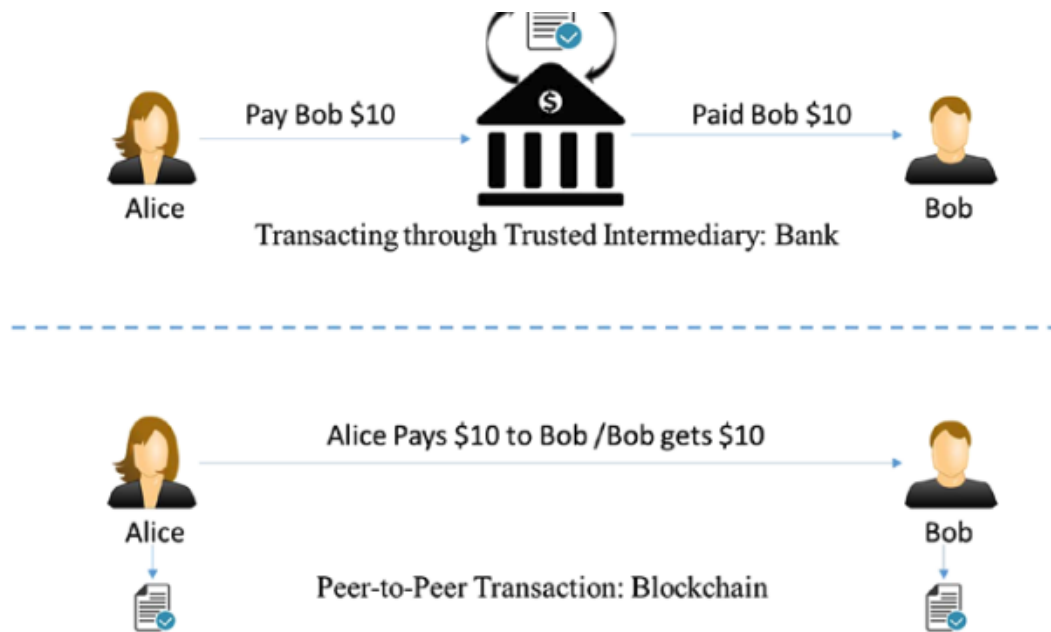 Pay Bob $10
$
Paid Bob $10
Alice
Bob
Transacting through Trusted Intermediary: Bank
Alice Pays $10 to Bob /Bob gets $10
Alice
Bob
Peer-to-Peer Transaction: Blockchain